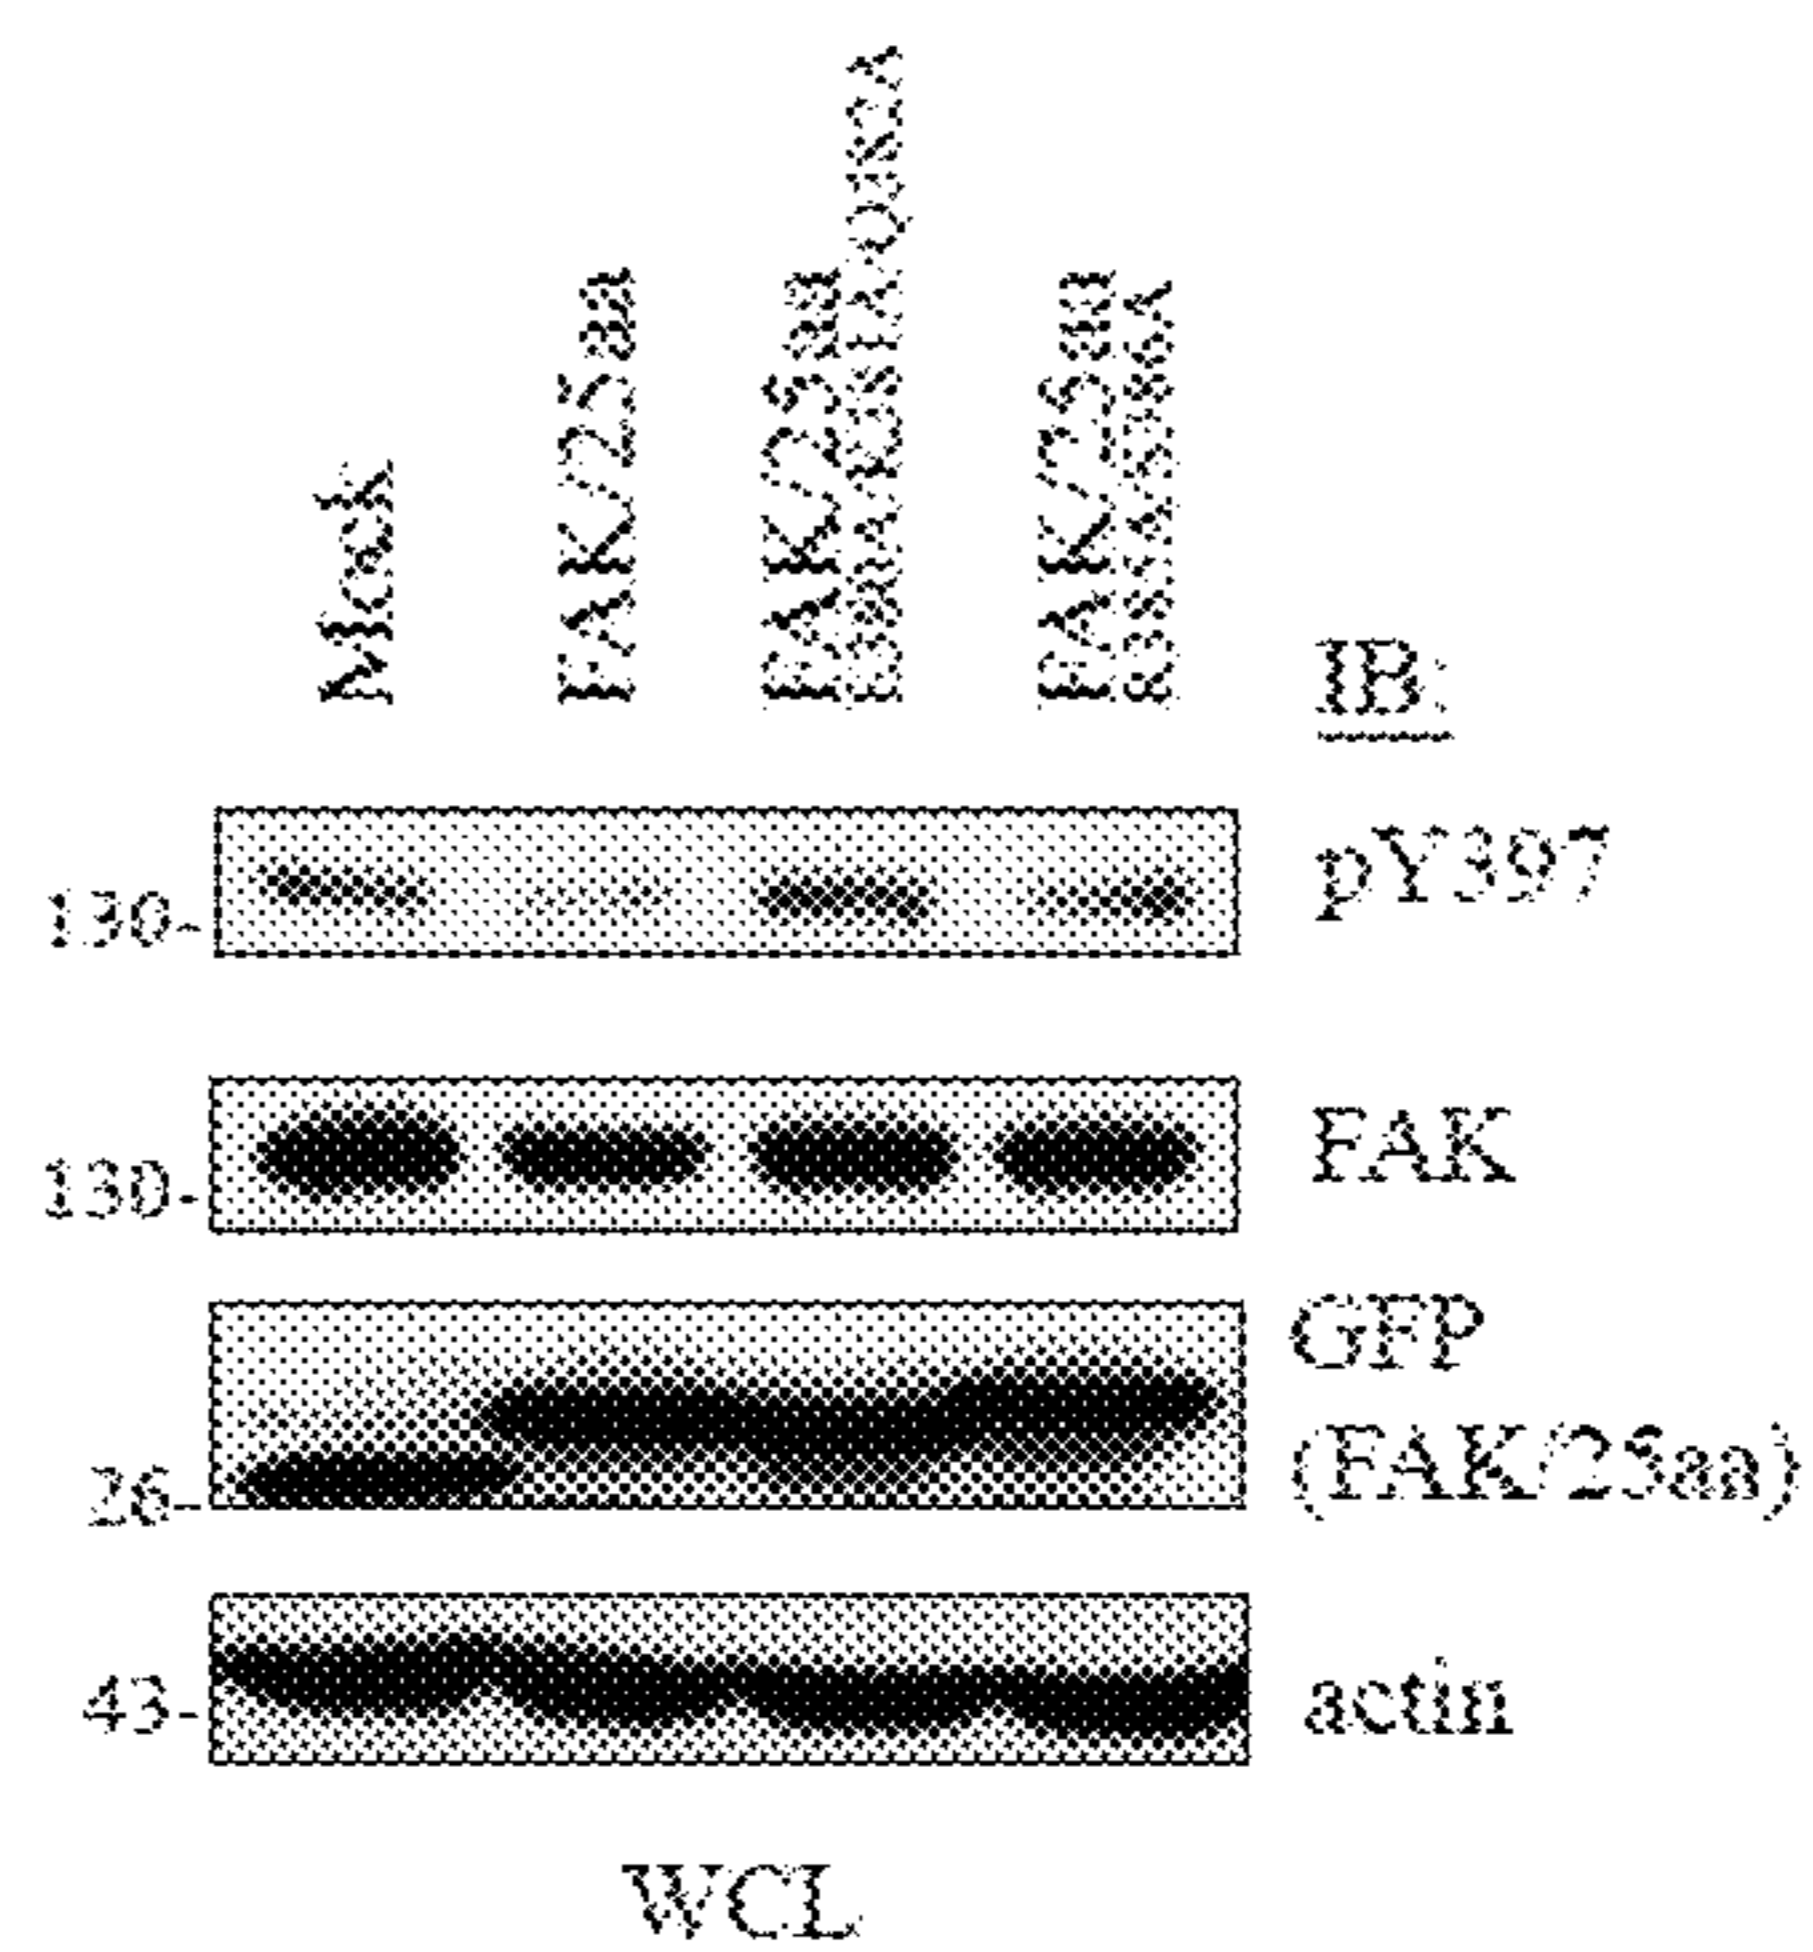 Mock
FAK/25aa
FAK/25aa
FAK/25aa
IB:
130-
pY397
130-
FAK
GFP
26-
(FAK/25aa)
43-
actin
WCL